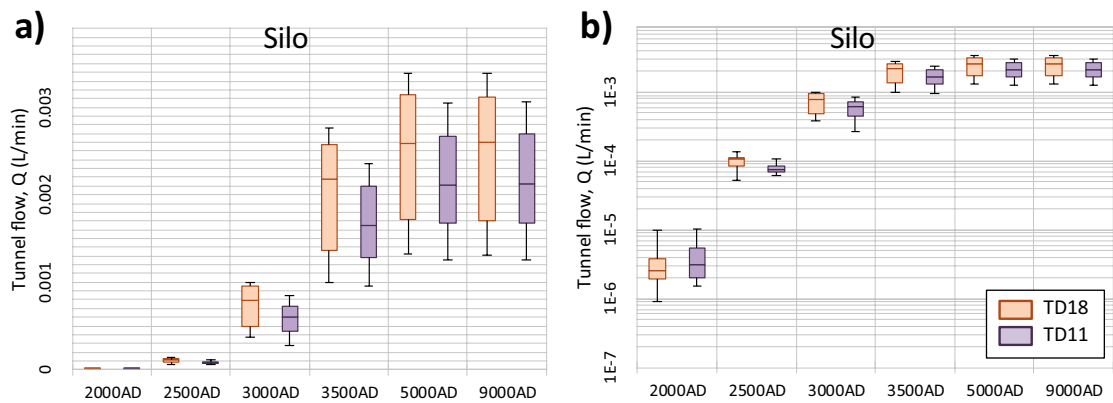 a)
Silo
Tunnel flow, Q (L/min)
0.003
0.002
0.001
0
2000AD 2500AD 3000AD 3500AD 5000AD 9000AD
b)
Silo
Tunnel flow, Q (L/min)
1E-3
1E-4
1E-5
1E-6
1E-7
TD18
TD11
2000AD 2500AD 3000AD 3500AD 5000AD 9000AD